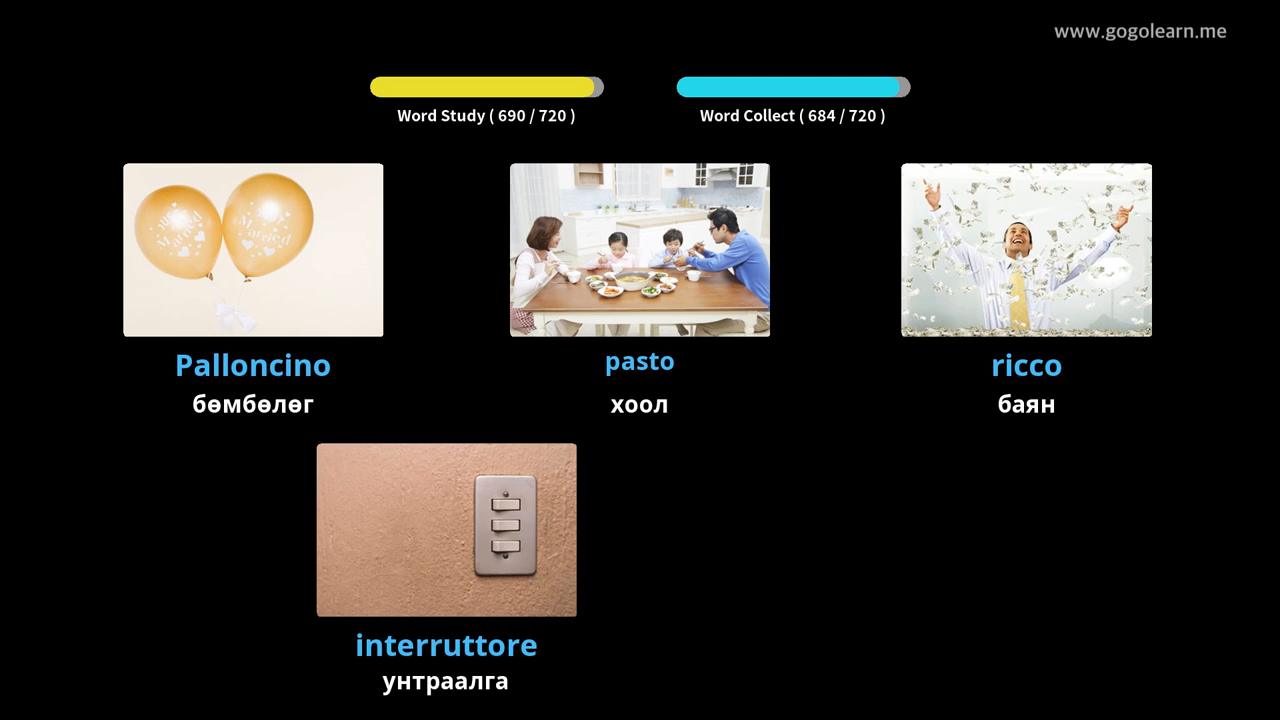 www.gogolearn.me
Word Study ( 690 / 720 )
Word Collect ( 684 / 720 )
Palloncino
бөмбөлөг
pasto
хоол
ricco
баян
interruttore
унтраалга